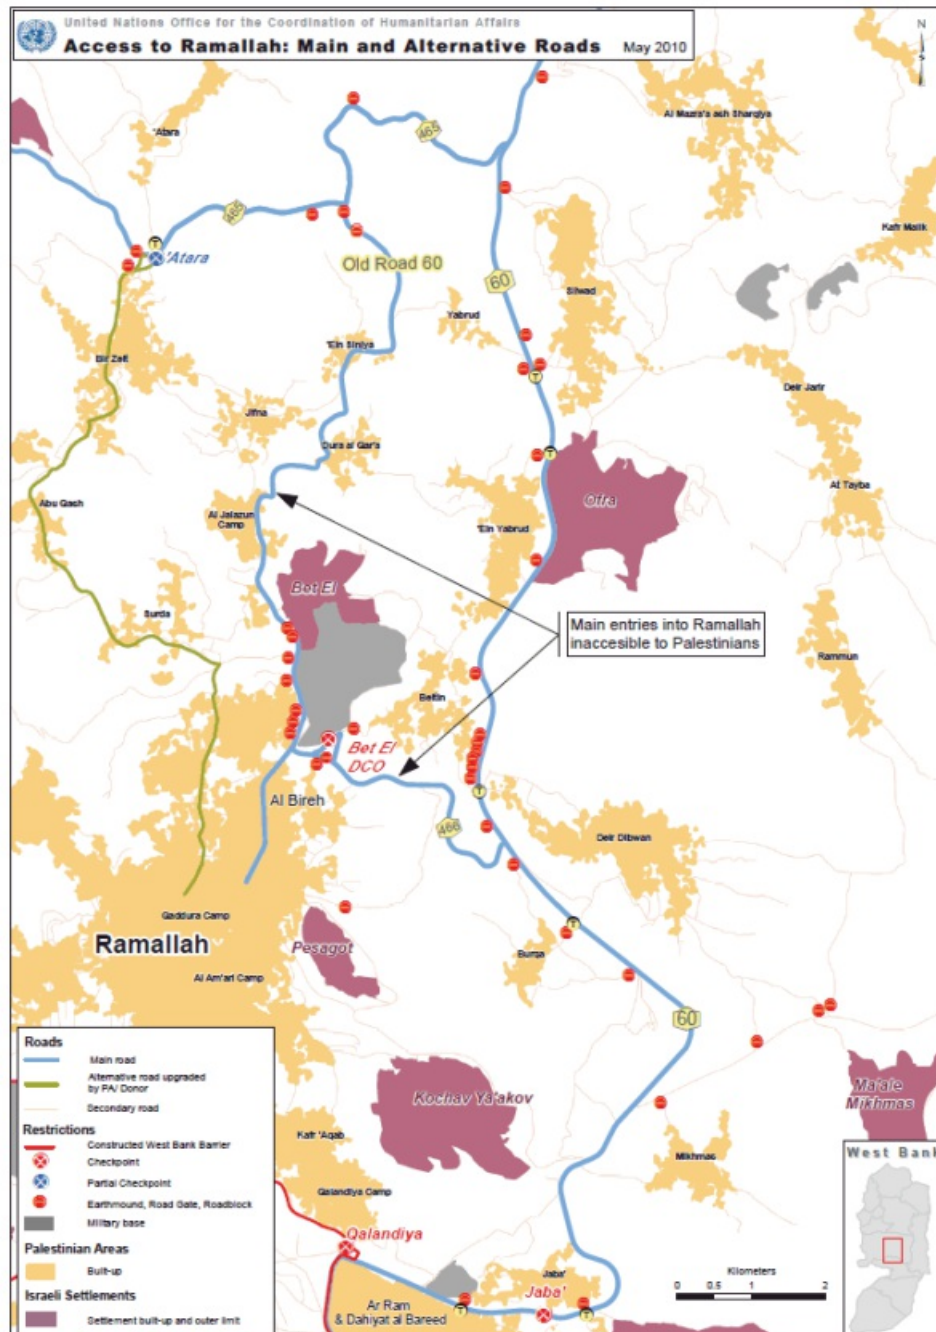 United Nations Office for the Coordination of Humanitarian Affairs
Access to Ramallah: Main and Alternative Roads May 2010
N
'Atara
465
Al Mazra'a ash Sharqiya
465
Kafr Malik
'Atara
Old Road 60
60
Silwad
Yabrud
'Ein Siniya
Bir Zeit
Deir Jarir
Jifna
Dura al Qar'a
At Tayba
Abu Qash
Ofra
Al Jalazun
Camp
'Ein Yabrud
Bet El
Surda
Main entries into Ramallah
inaccesible to Palestinians
Rammun
Beitin
Bet El
DCO
Al Bireh
466
Deir Dibwan
Qaddura Camp
Ramallah
Pesagot
Burqa
Al Am'ari Camp
60
Kochav Ya'akov
Ma'ale
Mikhmas
Kafr 'Aqab
Mikhmas
Qalandiya Camp
Qalandiya
Jaba'
Jaba'
Ar Ram
& Dahiyat al Bareed
Roads
Main road
Alternative road upgraded
by PA/ Donor
Secondary road
Restrictions
Constructed West Bank Barrier
Checkpoint
Partial Checkpoint
Earthmound, Road Gate, Roadblock
Military base
Palestinian Areas
Built-up
Israeli Settlements
Settlement built-up and outer limit
Kilometers
0 0.5 1 2
West Bank